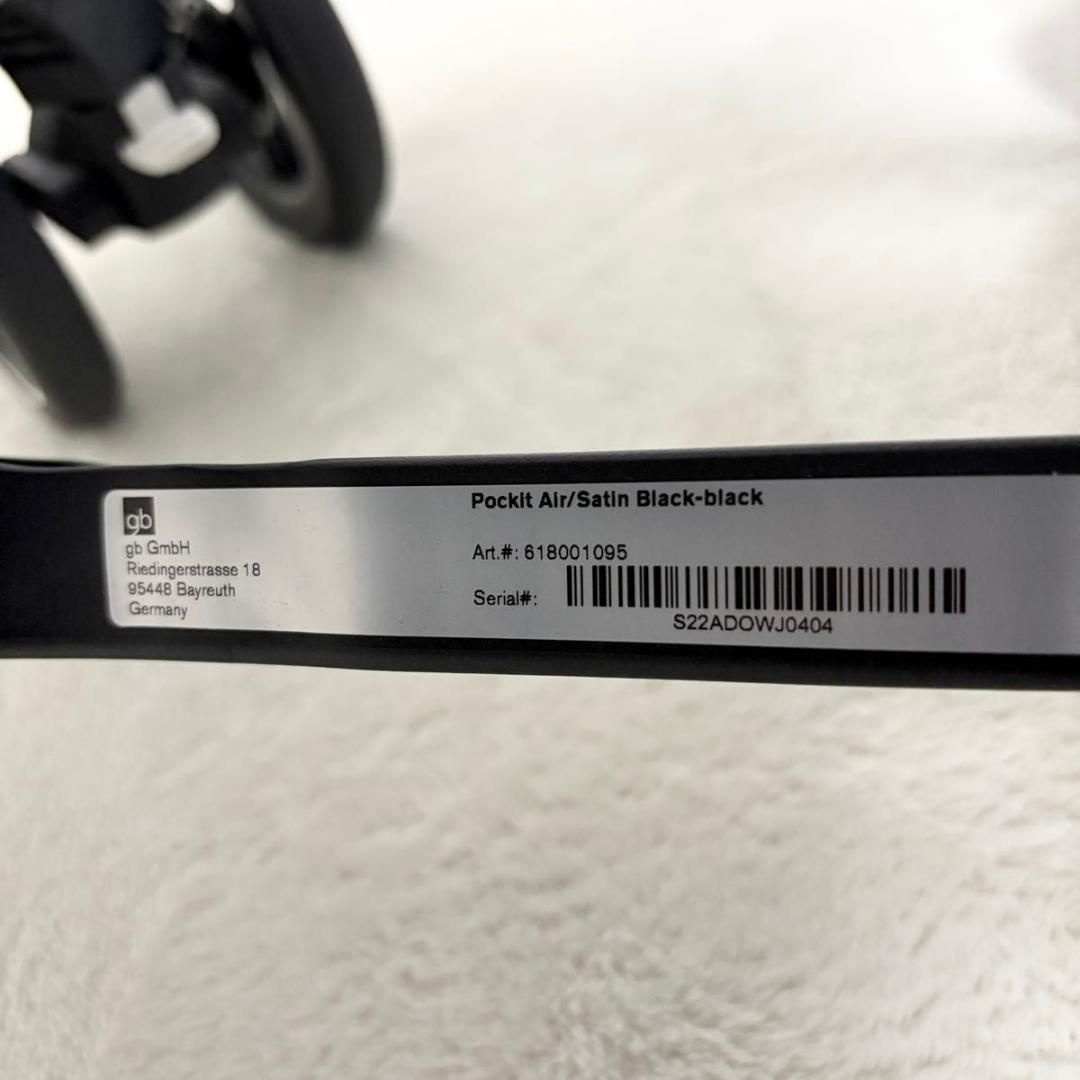 gb
gb GmbH
Riedingerstrasse 18
95448 Bayreuth
Germany
Pockit Air/Satin Black-black
Art.#: 618001095
Serial#:
S22ADOWJ0404